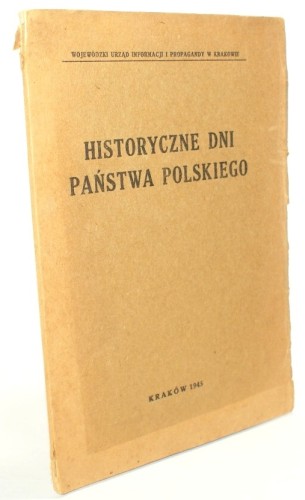 WOJEWÓDZKI URZĄD INFORMACJI I PROPAGANDY W KRAKOWIE
HISTORYCZNE DNI
PAŃSTWA POLSKIEGO
KRAKÓW 1945